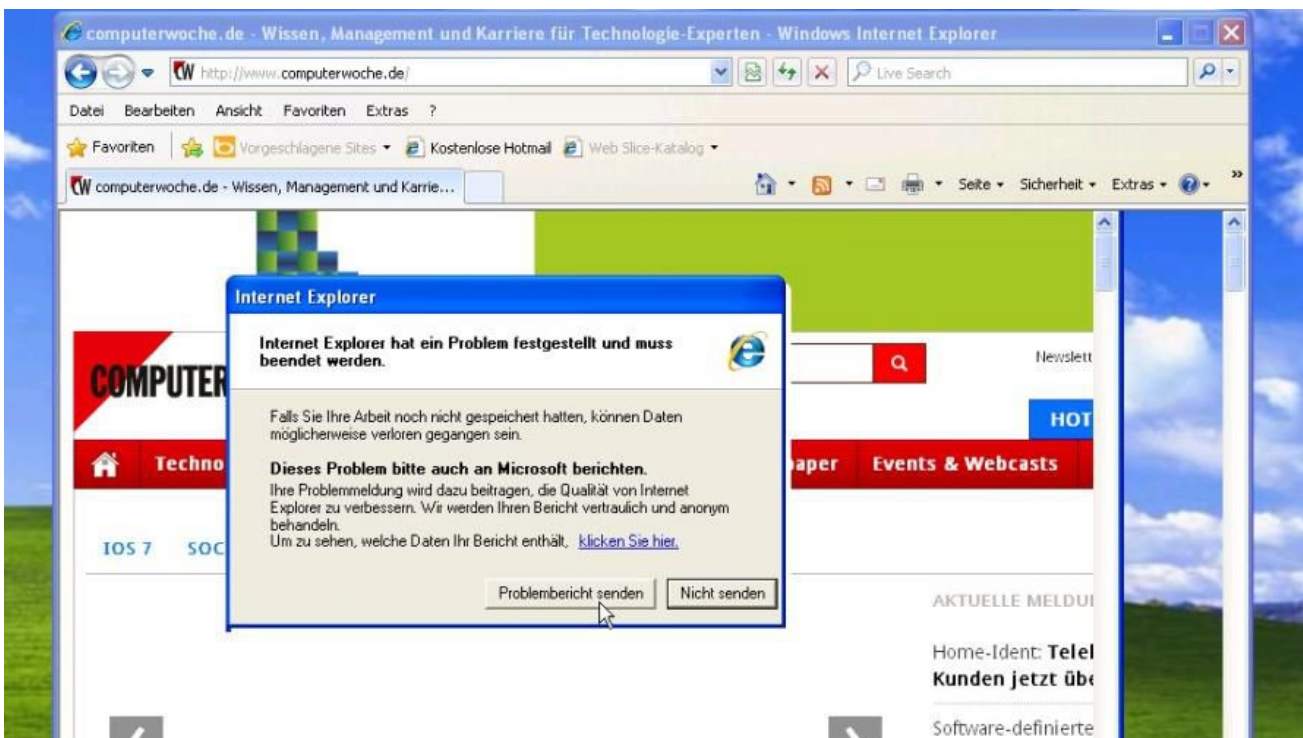 computerwoche.de - Wissen, Management und Karriere für Technologie-Experten - Windows Internet Explorer
http://www.computerwoche.de/
Live Search
Datei Bearbeiten Ansicht Favoriten Extras ?
Favoriten Vorgeschlagene Sites Kostenlose Hotmail Web Slice-Katalog
computerwoche.de - Wissen, Management und Karrie...
Seite Sicherheit Extras »
Internet Explorer
Internet Explorer hat ein Problem festgestellt und muss
beendet werden.
Newslett
COMPUTER
HOT
Falls Sie Ihre Arbeit noch nicht gespeichert hatten, können Daten
möglicherweise verloren gegangen sein.
Techno
aper Events & Webcasts
Dieses Problem bitte auch an Microsoft berichten.
Ihre Problemmeldung wird dazu beitragen, die Qualität von Internet
Explorer zu verbessern. Wir werden Ihren Bericht vertraulich und anonym
behandeln.
Um zu sehen, welche Daten Ihr Bericht enthält, klicken Sie hier.
IOS 7 SOC
Problembericht senden Nicht senden
AKTUELLE MELDU
Home-Ident: Telel
Kunden jetzt übe
Software-definierte